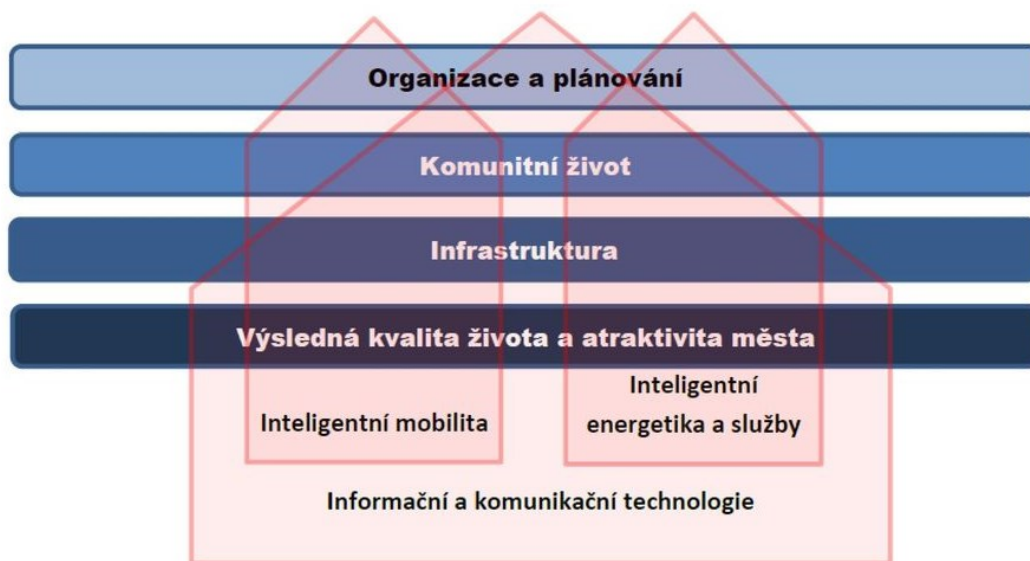 Organizace a plánování
Komunitní život
Infrastruktura
Výsledná kvalita života a atraktivita města
Inteligentní mobilita
Inteligentní
energetika a služby
Informační a komunikační technologie